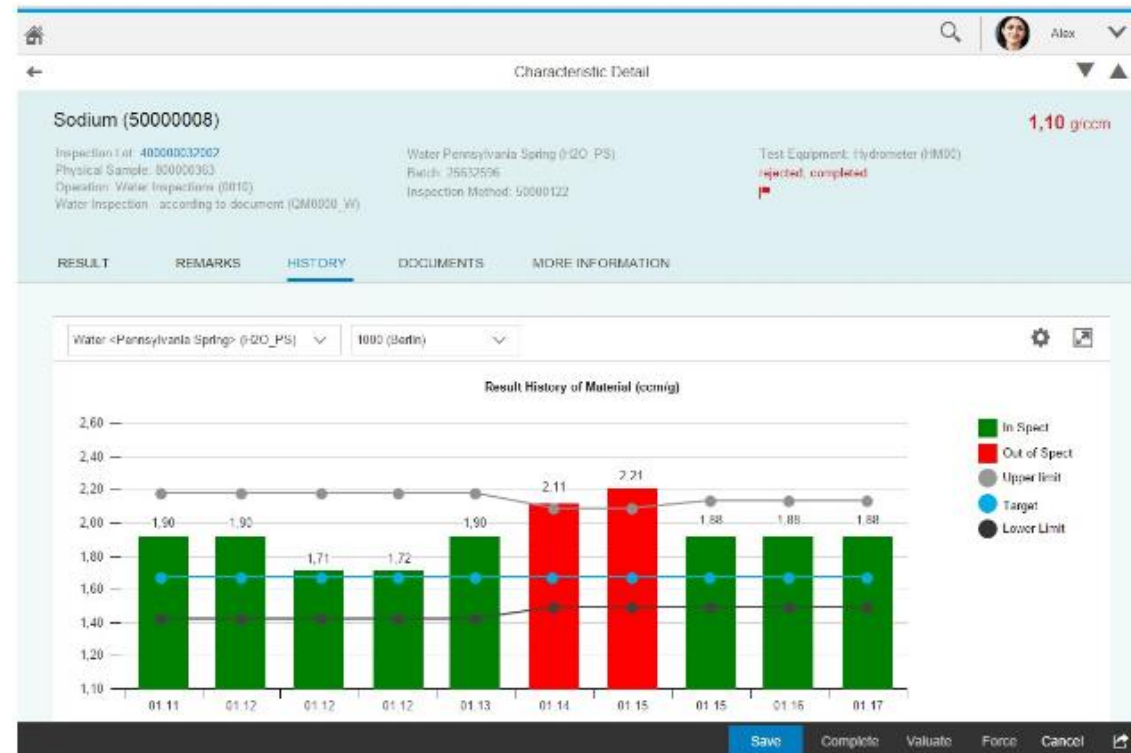 Alex
Characteristic Detail
Sodium (50000008)
1,10 g/ccm
Inspection Lot: 400000032002
Water Pennsylvania Spring (H2O_PS)
Test Equipment: Hydrometer (HM00)
Physical Sample: 800000363
Batch: 25632596
rejected, completed
Operation: Water Inspections (0010)
Inspection Method: 50000122
Water Inspection - according to document (QM0000_W)
RESULT REMARKS HISTORY DOCUMENTS MORE INFORMATION
Water <Pennsylvania Spring> (H2O_PS)
1000 (Berlin)
Result History of Material (ccm/g)
2,60
2,40
2,20
2,00
1,80
1,60
1,40
1,20
1,10
1,90 1,90 1,71 1,72 1,90 2,11 2,21 1,88 1,88 1,88
01.11 01.12 01.12 01.12 01.13 01.14 01.15 01.15 01.16 01.17
In Spect
Out of Spect
Upper limit
Target
Lower Limit
Save Complete Valuate Force Cancel